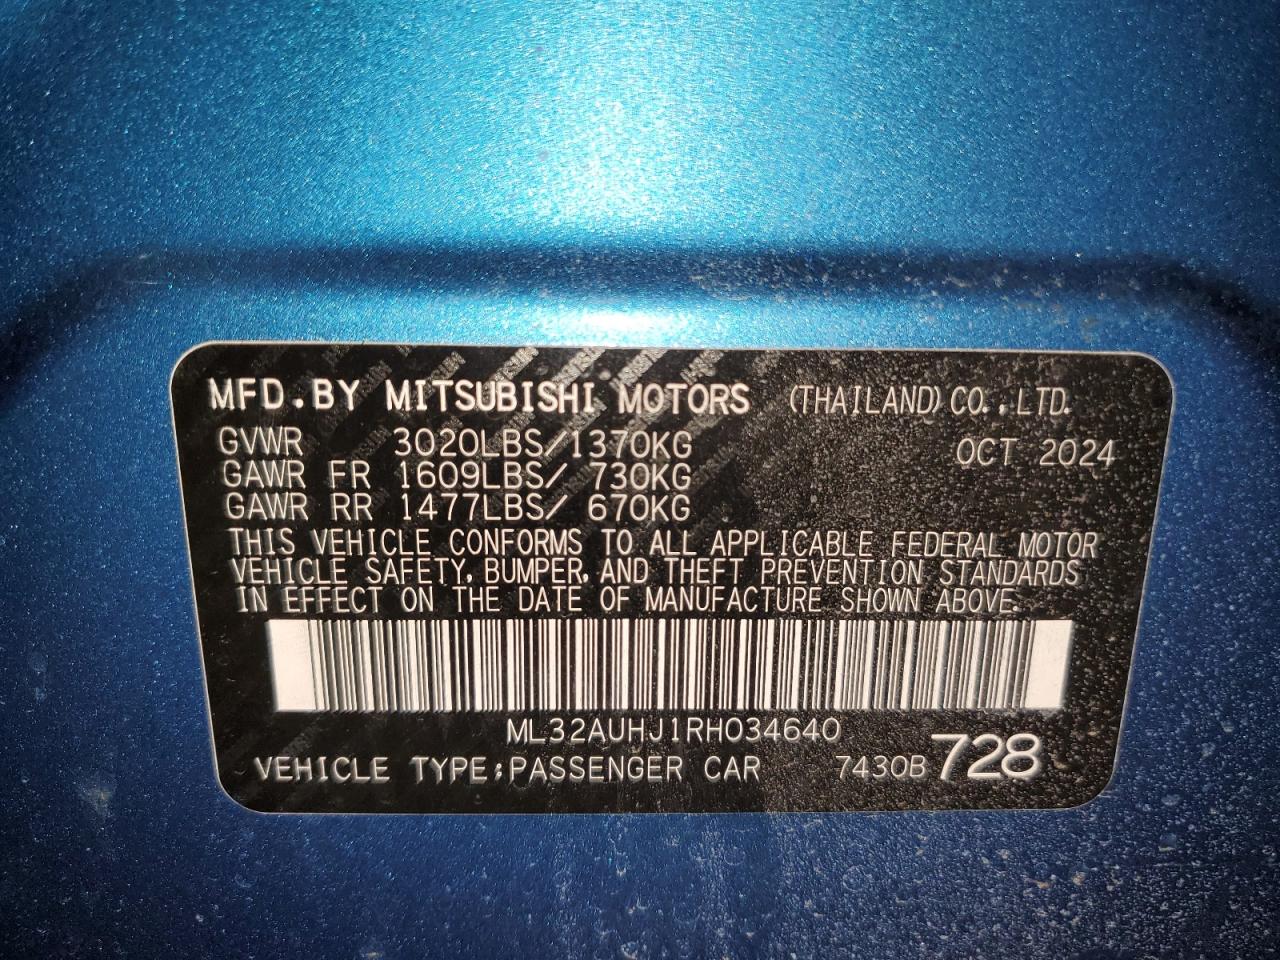 MFD.BY MITSUBISHI MOTORS (THAILAND) CO.,LTD.
GVWR 3020LBS/1370KG OCT 2024
GAWR FR 1609LBS/ 730KG
GAWR RR 1477LBS/ 670KG
THIS VEHICLE CONFORMS TO ALL APPLICABLE FEDERAL MOTOR
VEHICLE SAFETY, BUMPER, AND THEFT PREVENTION STANDARDS
IN EFFECT ON THE DATE OF MANUFACTURE SHOWN ABOVE.
ML32AUHJ1RH034640
VEHICLE TYPE:PASSENGER CAR 7430B 728